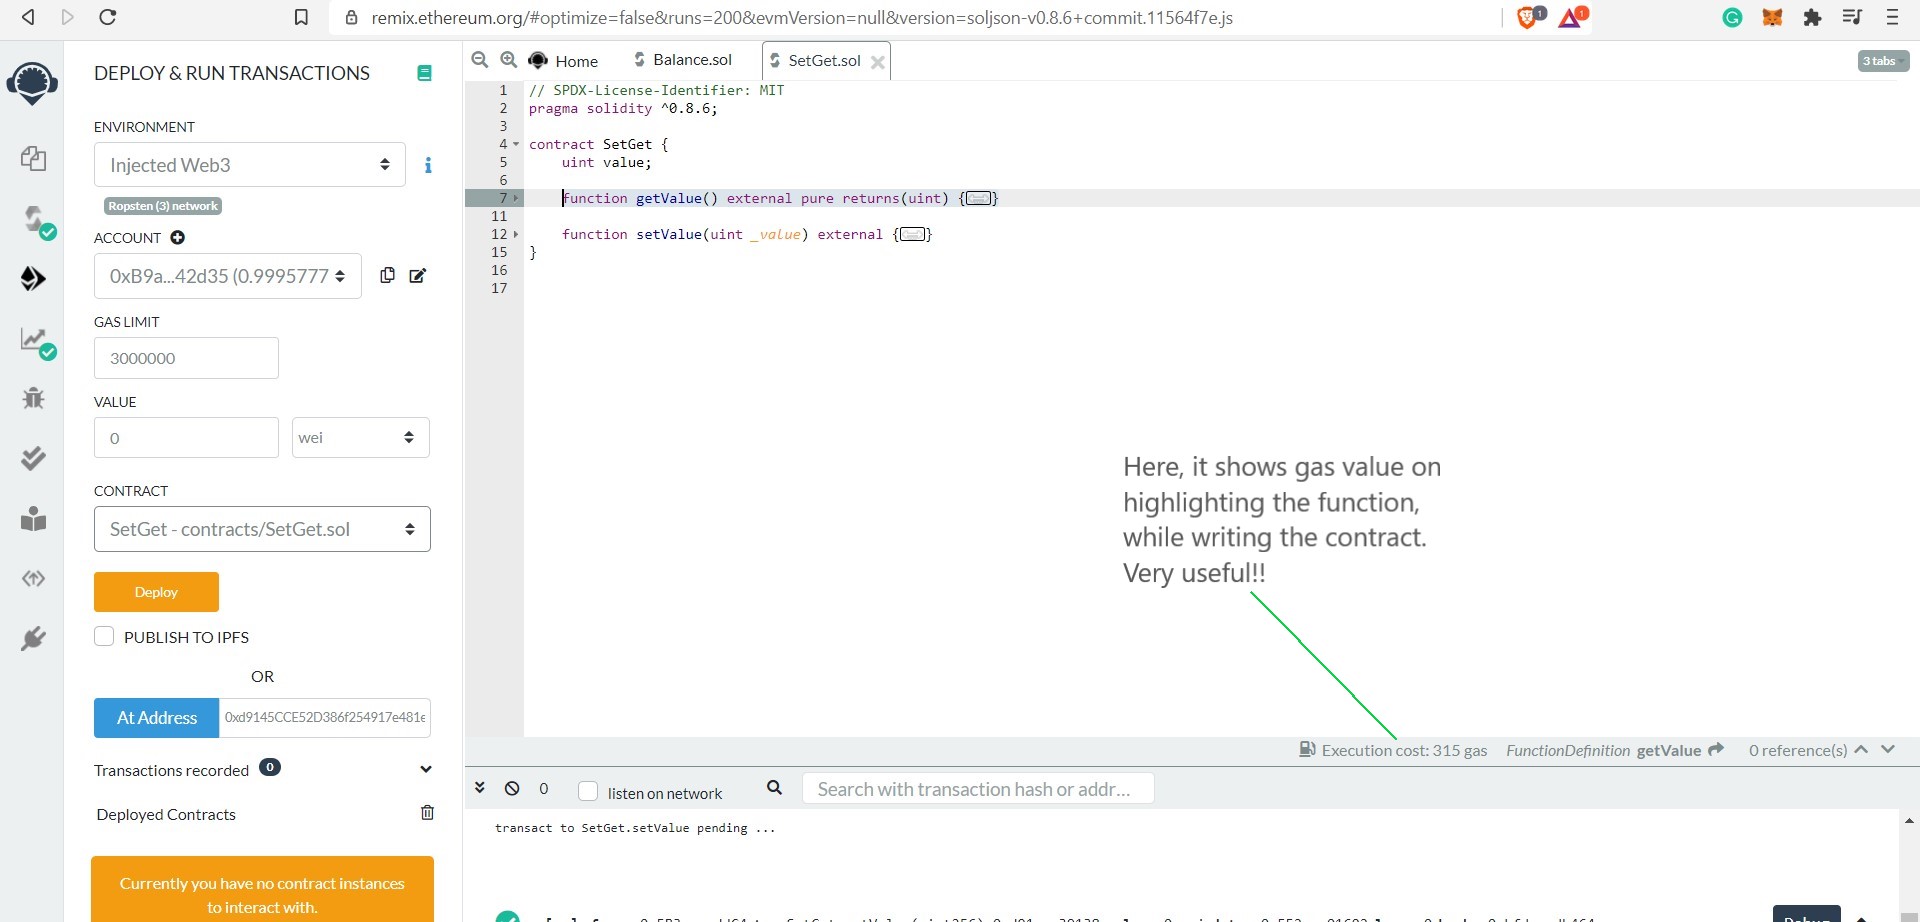 remix.ethereum.org/#optimize=false&runs=200&evmVersion=null&version=soljson-v0.8.6+commit.11564f7e.js
1
1
DEPLOY & RUN TRANSACTIONS
ENVIRONMENT
Injected Web3
Ropsten (3) network
ACCOUNT
0xB9a...42d35 (0.9995777
GAS LIMIT
3000000
VALUE
0
wei
CONTRACT
SetGet - contracts/SetGet.sol
Deploy
PUBLISH TO IPFS
OR
At Address
0xd9145CCE52D386f254917e481e
Transactions recorded 0
Deployed Contracts
Currently you have no contract instances
to interact with.
Home
Balance.sol
SetGet.sol
3 tabs
1 // SPDX-License-Identifier: MIT
2 pragma solidity ^0.8.6;
3
4 contract SetGet {
5 uint value;
6
7 function getValue() external pure returns(uint) {}
11
12 function setValue(uint _value) external {}
15 }
16
17
Here, it shows gas value on
highlighting the function,
while writing the contract.
Very useful!!
Execution cost: 315 gas FunctionDefinition getValue 0 reference(s)
0 listen on network Search with transaction hash or addr...
transact to SetGet.setValue pending ...